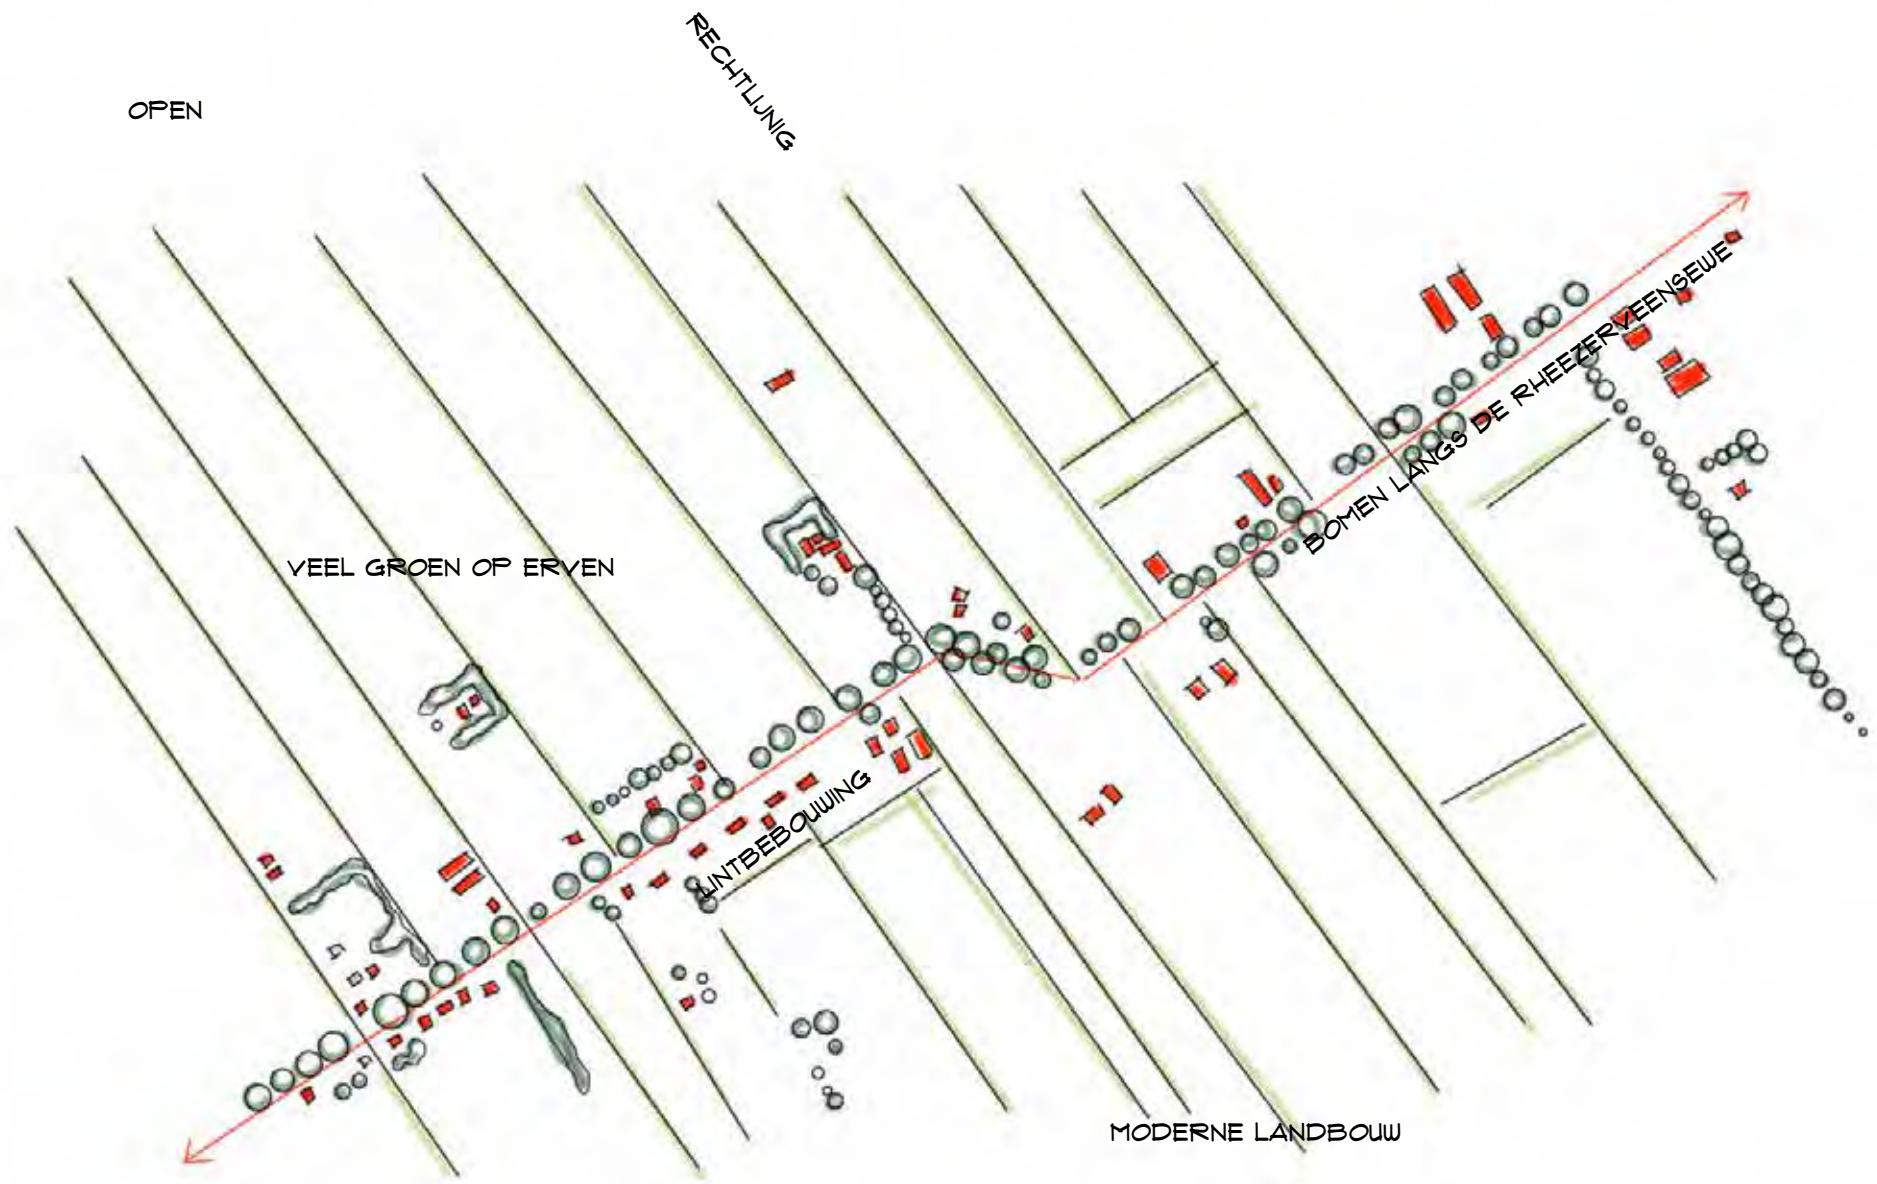 RECHTLIJNIG
OPEN
BOMEN LANGS DE RHEEZERVEENSEWE
VEEL GROEN OP ERVEN
LINTBEBOUWING
MODERNE LANDBOUW